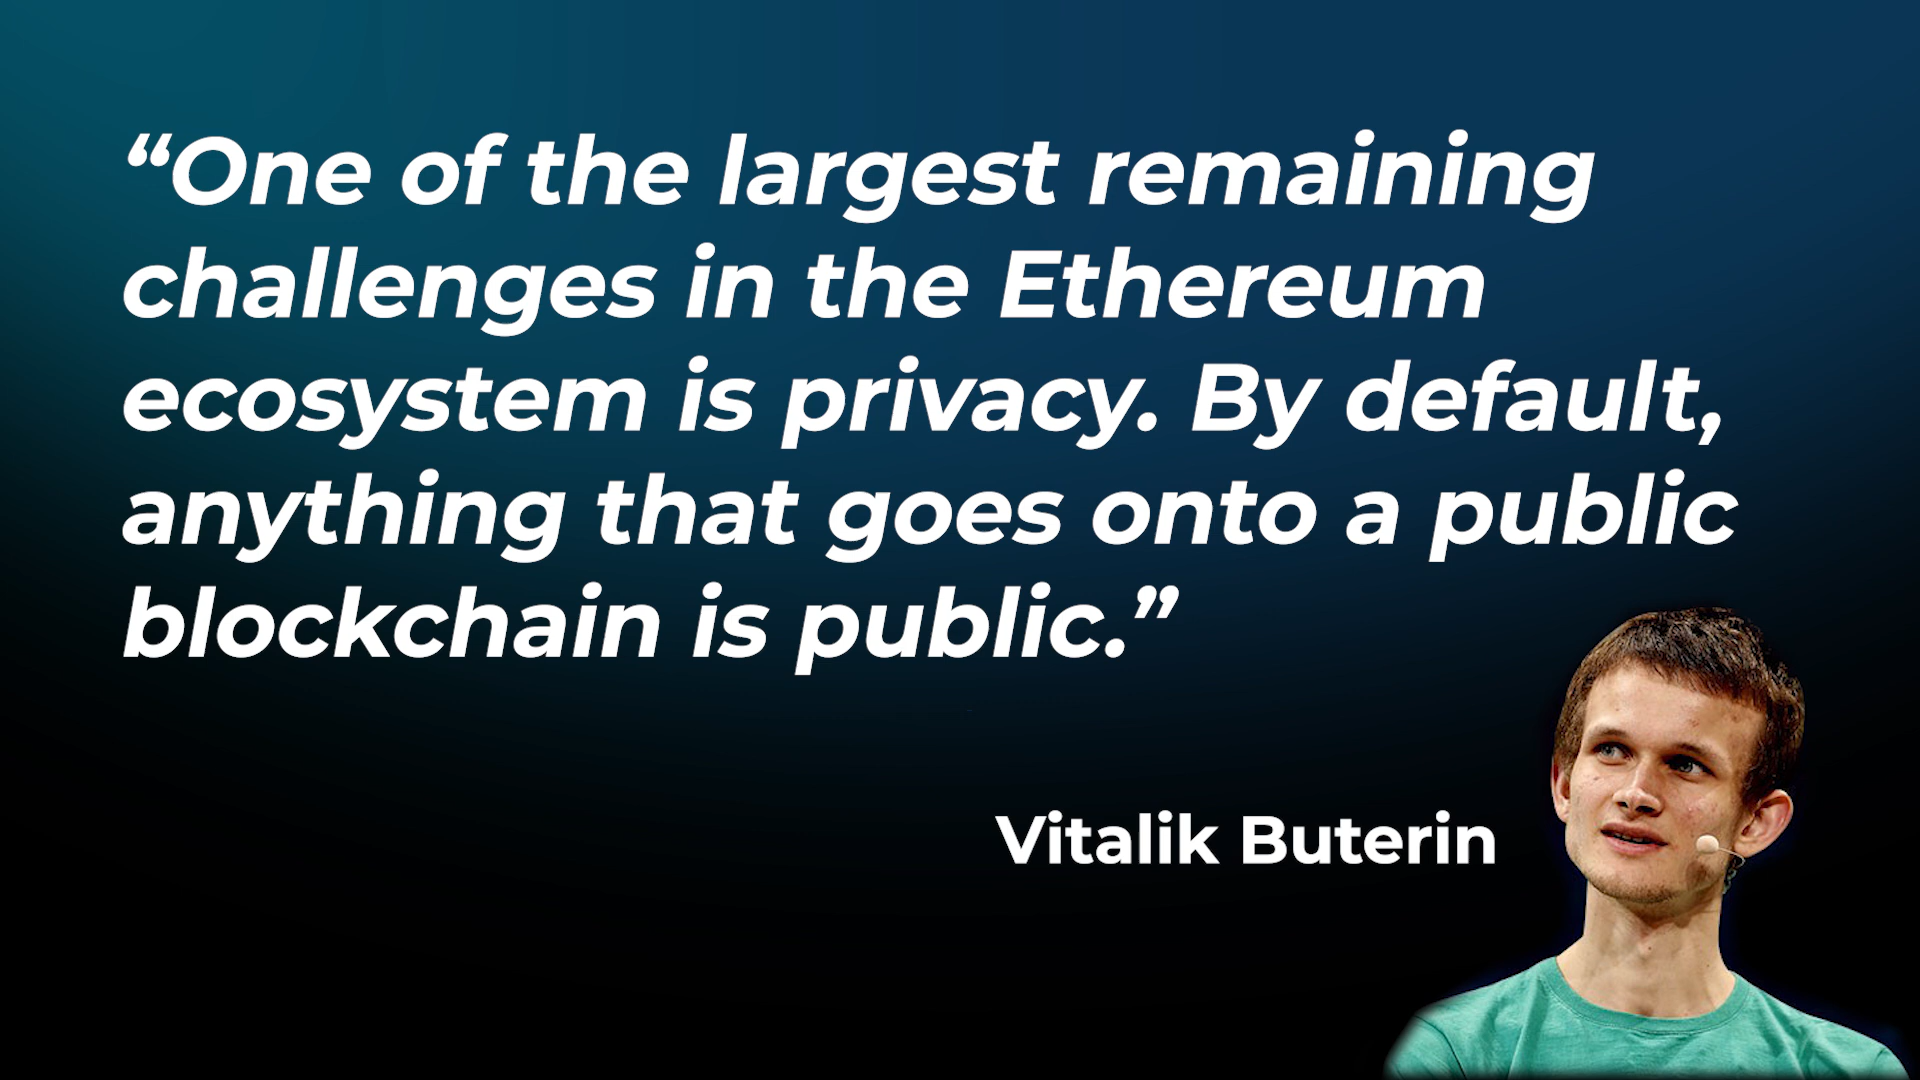 “One of the largest remaining
challenges in the Ethereum
ecosystem is privacy. By default,
anything that goes onto a public
blockchain is public.”
Vitalik Buterin